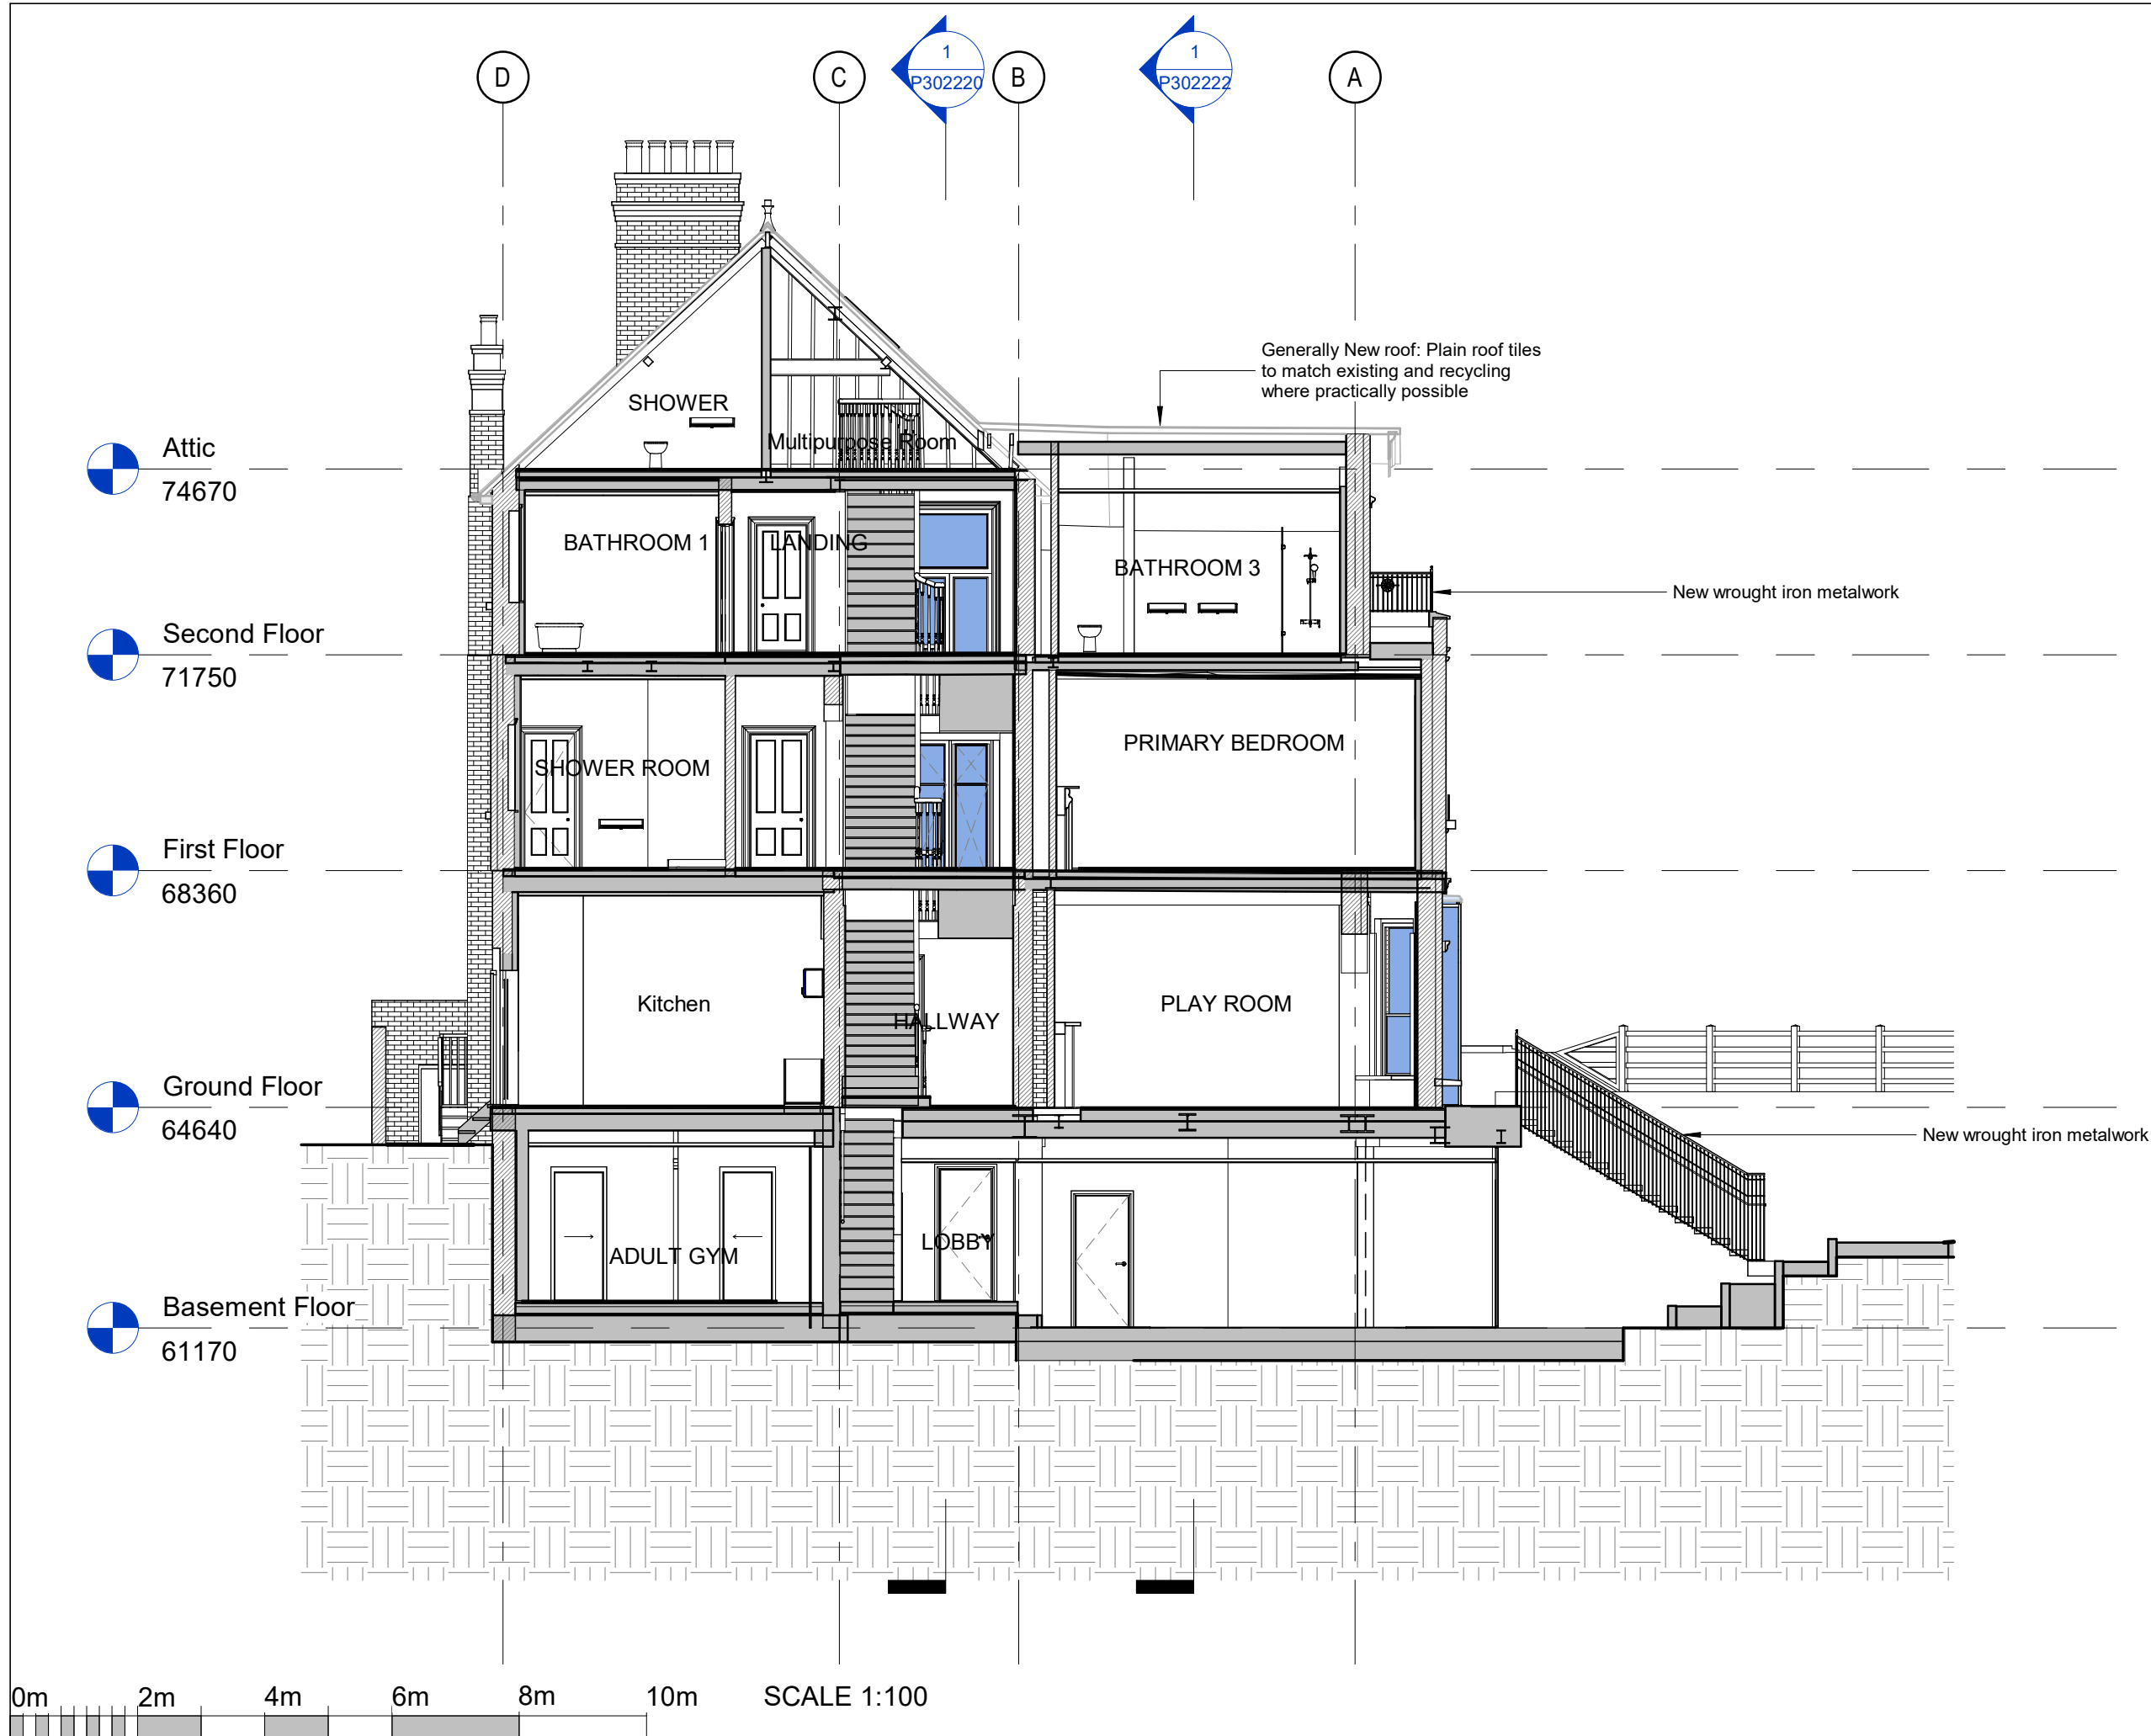 D
C
1
P302220
B
1
P302222
A
Generally New roof: Plain roof tiles
to match existing and recycling
where practically possible
SHOWER
Multipurpose Room
Attic
74670
BATHROOM 1
LANDING
BATHROOM 3
New wrought iron metalwork
Second Floor
71750
SHOWER ROOM
PRIMARY BEDROOM
First Floor
68360
Kitchen
HALLWAY
PLAY ROOM
Ground Floor
64640
New wrought iron metalwork
ADULT GYM
LOBBY
Basement Floor
61170
0m 2m 4m 6m 8m 10m SCALE 1:100